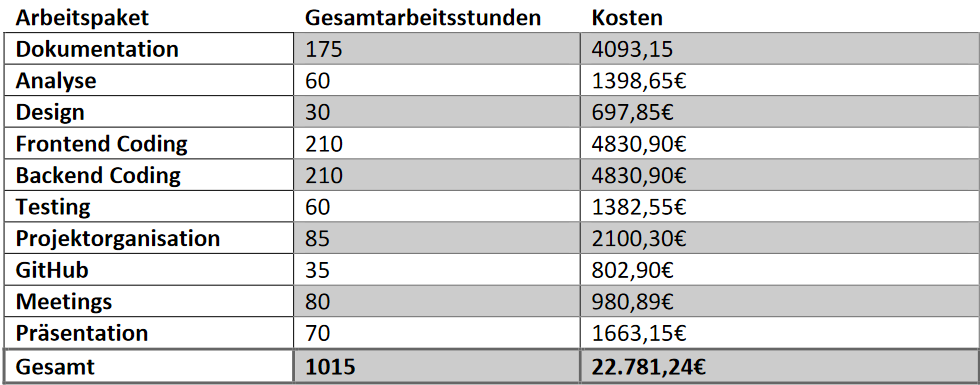 Arbeitspaket Gesamtarbeitsstunden Kosten
Dokumentation 175 4093,15
Analyse 60 1398,65€
Design 30 697,85€
Frontend Coding 210 4830,90€
Backend Coding 210 4830,90€
Testing 60 1382,55€
Projektorganisation 85 2100,30€
GitHub 35 802,90€
Meetings 80 980,89€
Präsentation 70 1663,15€
Gesamt 1015 22.781,24€